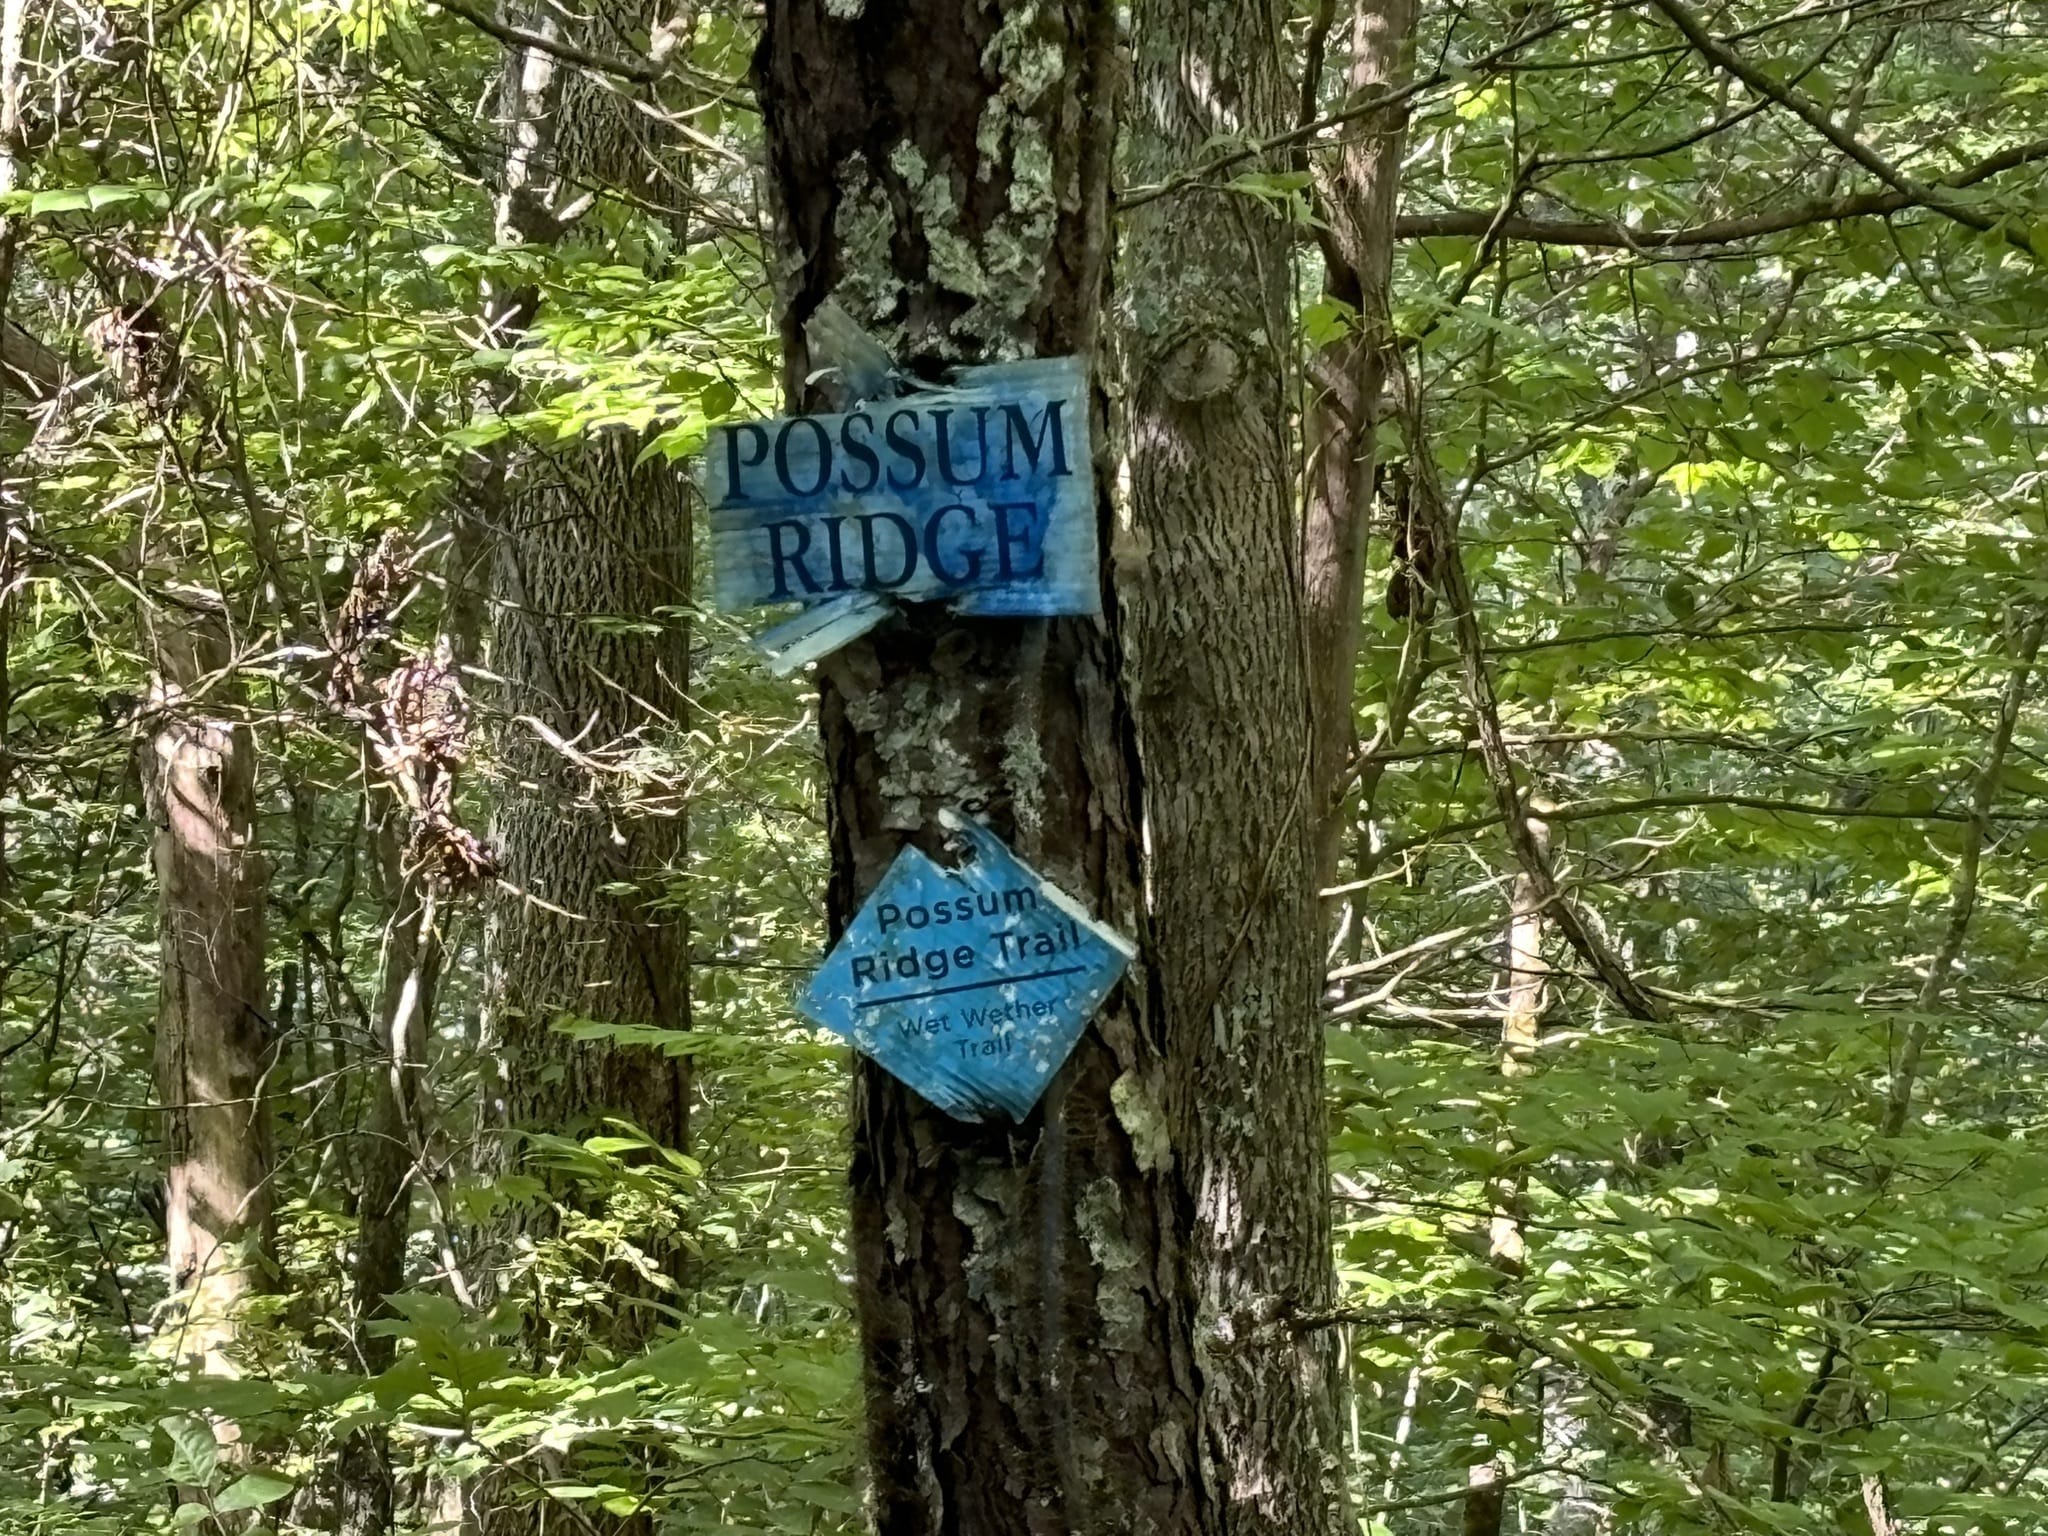 POSSUM
RIDGE
Possum
Ridge Trail
Wet Wether
Trail